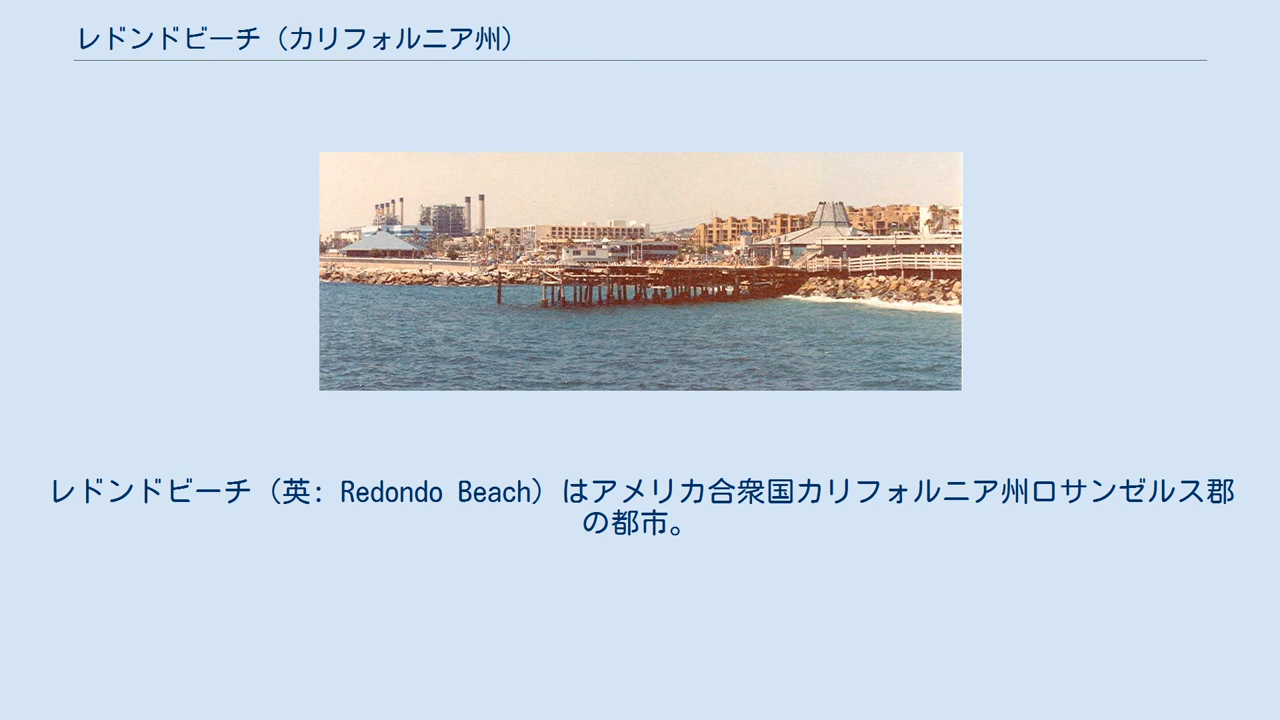 レドンドビーチ（カリフォルニア州）
レドンドビーチ（英: Redondo Beach）はアメリカ合衆国カリフォルニア州ロサンゼルス郡
の都市。